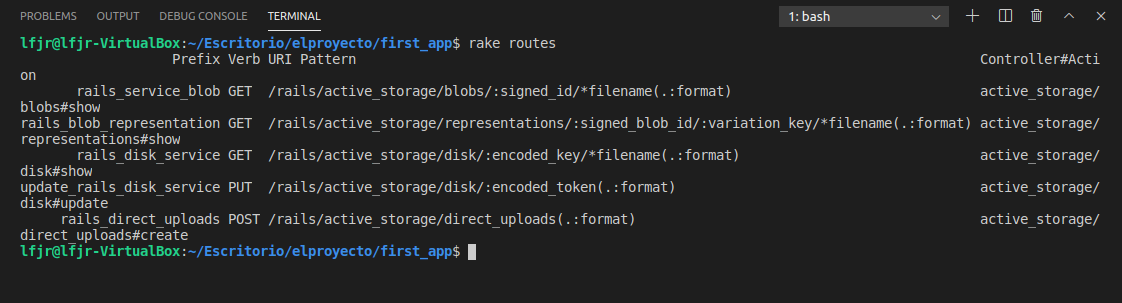 PROBLEMS OUTPUT DEBUG CONSOLE TERMINAL 1: bash
lfjr@lfjr-VirtualBox:~/Escritorio/elproyecto/first_app$ rake routes
                   Prefix Verb URI Pattern                                                                              Controller#Acti
on
       rails_service_blob GET  /rails/active_storage/blobs/:signed_id/*filename(.:format)                               active_storage/
blobs#show
rails_blob_representation GET  /rails/active_storage/representations/:signed_blob_id/:variation_key/*filename(.:format) active_storage/
representations#show
       rails_disk_service GET  /rails/active_storage/disk/:encoded_key/*filename(.:format)                              active_storage/
disk#show
update_rails_disk_service PUT  /rails/active_storage/disk/:encoded_token(.:format)                                      active_storage/
disk#update
     rails_direct_uploads POST /rails/active_storage/direct_uploads(.:format)                                           active_storage/
direct_uploads#create
lfjr@lfjr-VirtualBox:~/Escritorio/elproyecto/first_app$